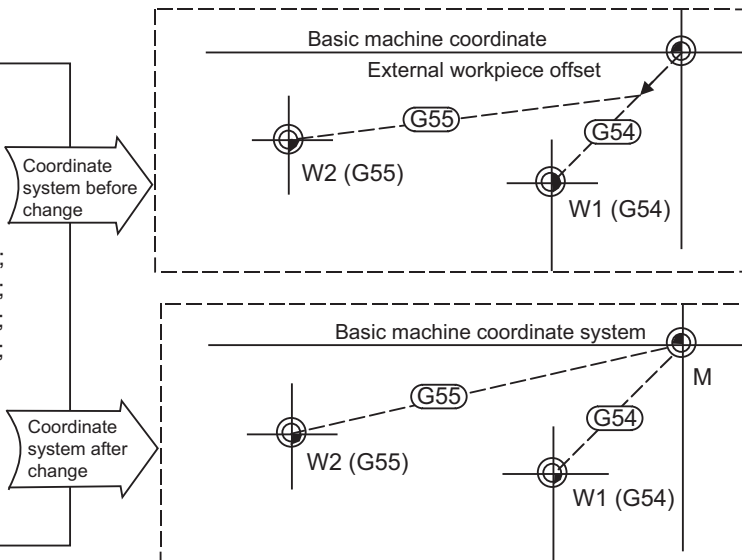 Basic machine coordinate
External workpiece offset
G55
G54
W2 (G55)
W1 (G54)
Coordinate
system before
change
;
;
;
;
;
Basic machine coordinate system
M
G55
G54
W2 (G55)
W1 (G54)
Coordinate
system after
change